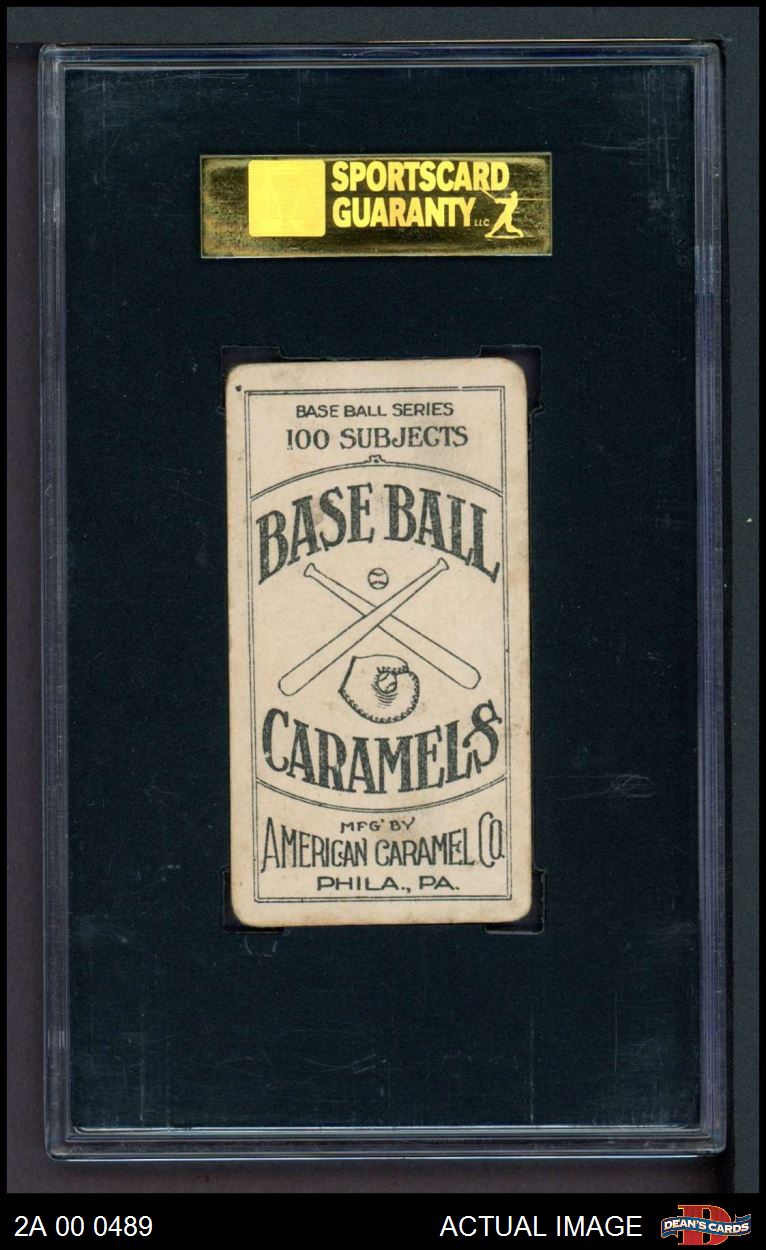 SPORTSCARD
GUARANTY LLC
BASE BALL SERIES
100 SUBJECTS
BASE BALL
CARAMELS
MFG' BY
AMERICAN CARAMEL CO.
PHILA., PA.
2A 00 0489
ACTUAL IMAGE
DEAN'S CARDS